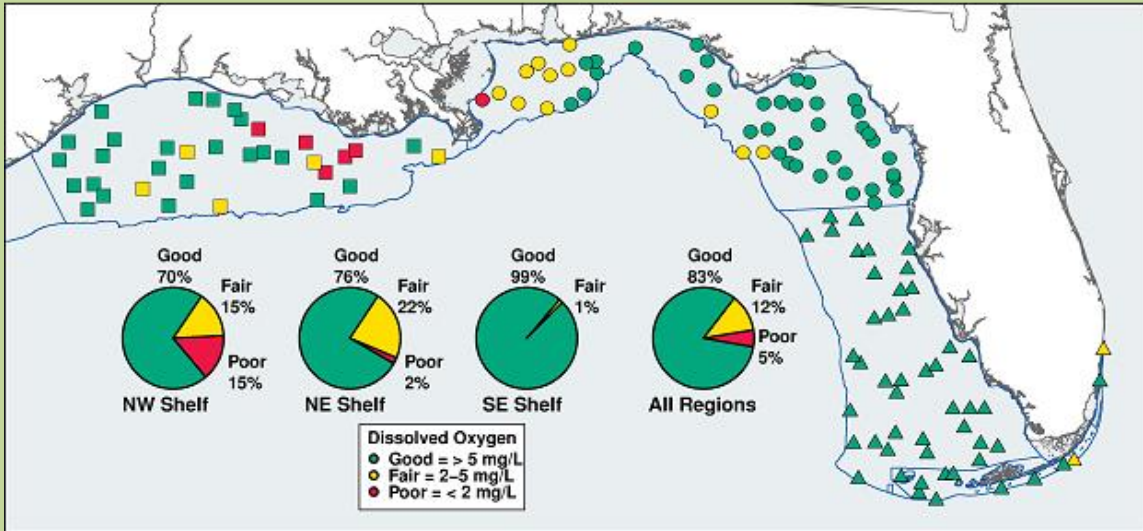 Good
70%
Fair
15%
Poor
15%
NW Shelf
Good
76%
Fair
22%
Poor
2%
NE Shelf
Good
99%
Fair
1%
SE Shelf
Good
83%
Fair
12%
Poor
5%
All Regions
Dissolved Oxygen
Good = > 5 mg/L
Fair = 2–5 mg/L
Poor = < 2 mg/L